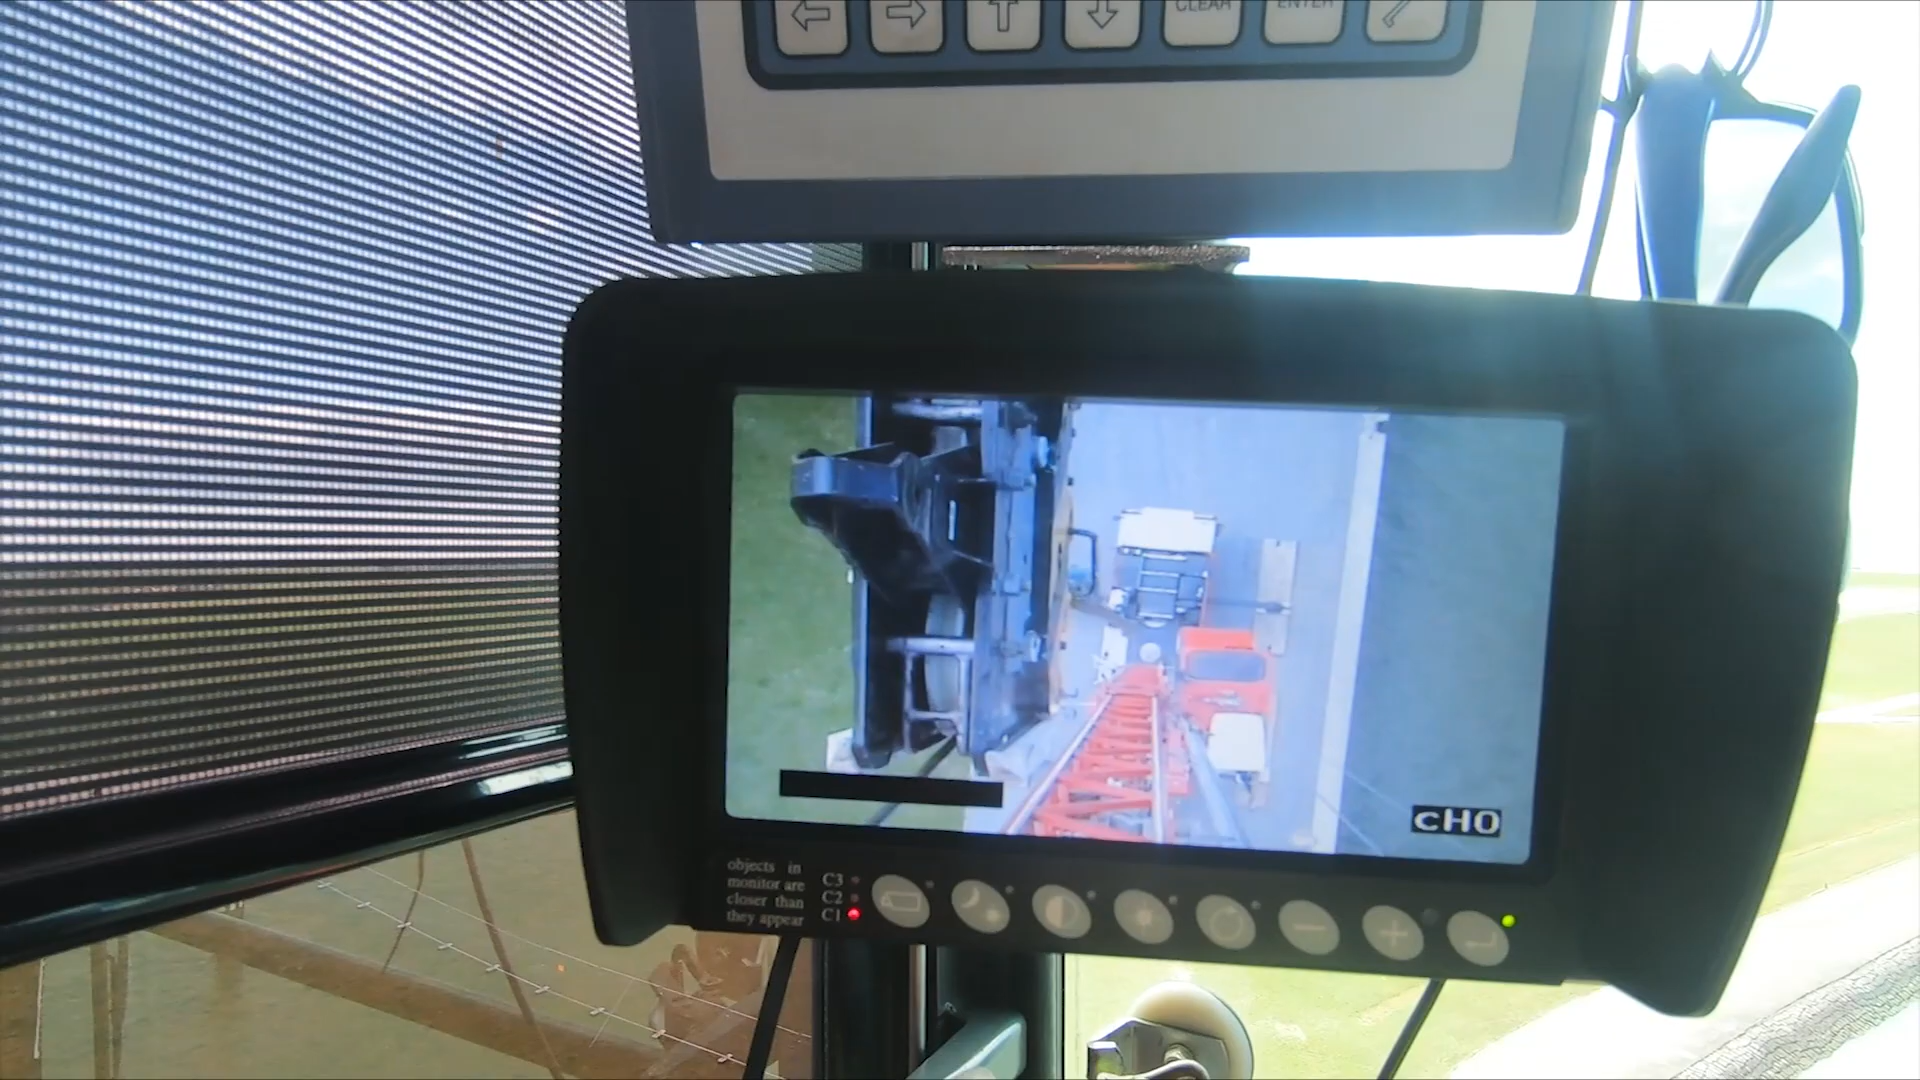 CLEAR ENTER
cH0
objects in
monitor are
closer than
they appear
C3
C2
C1